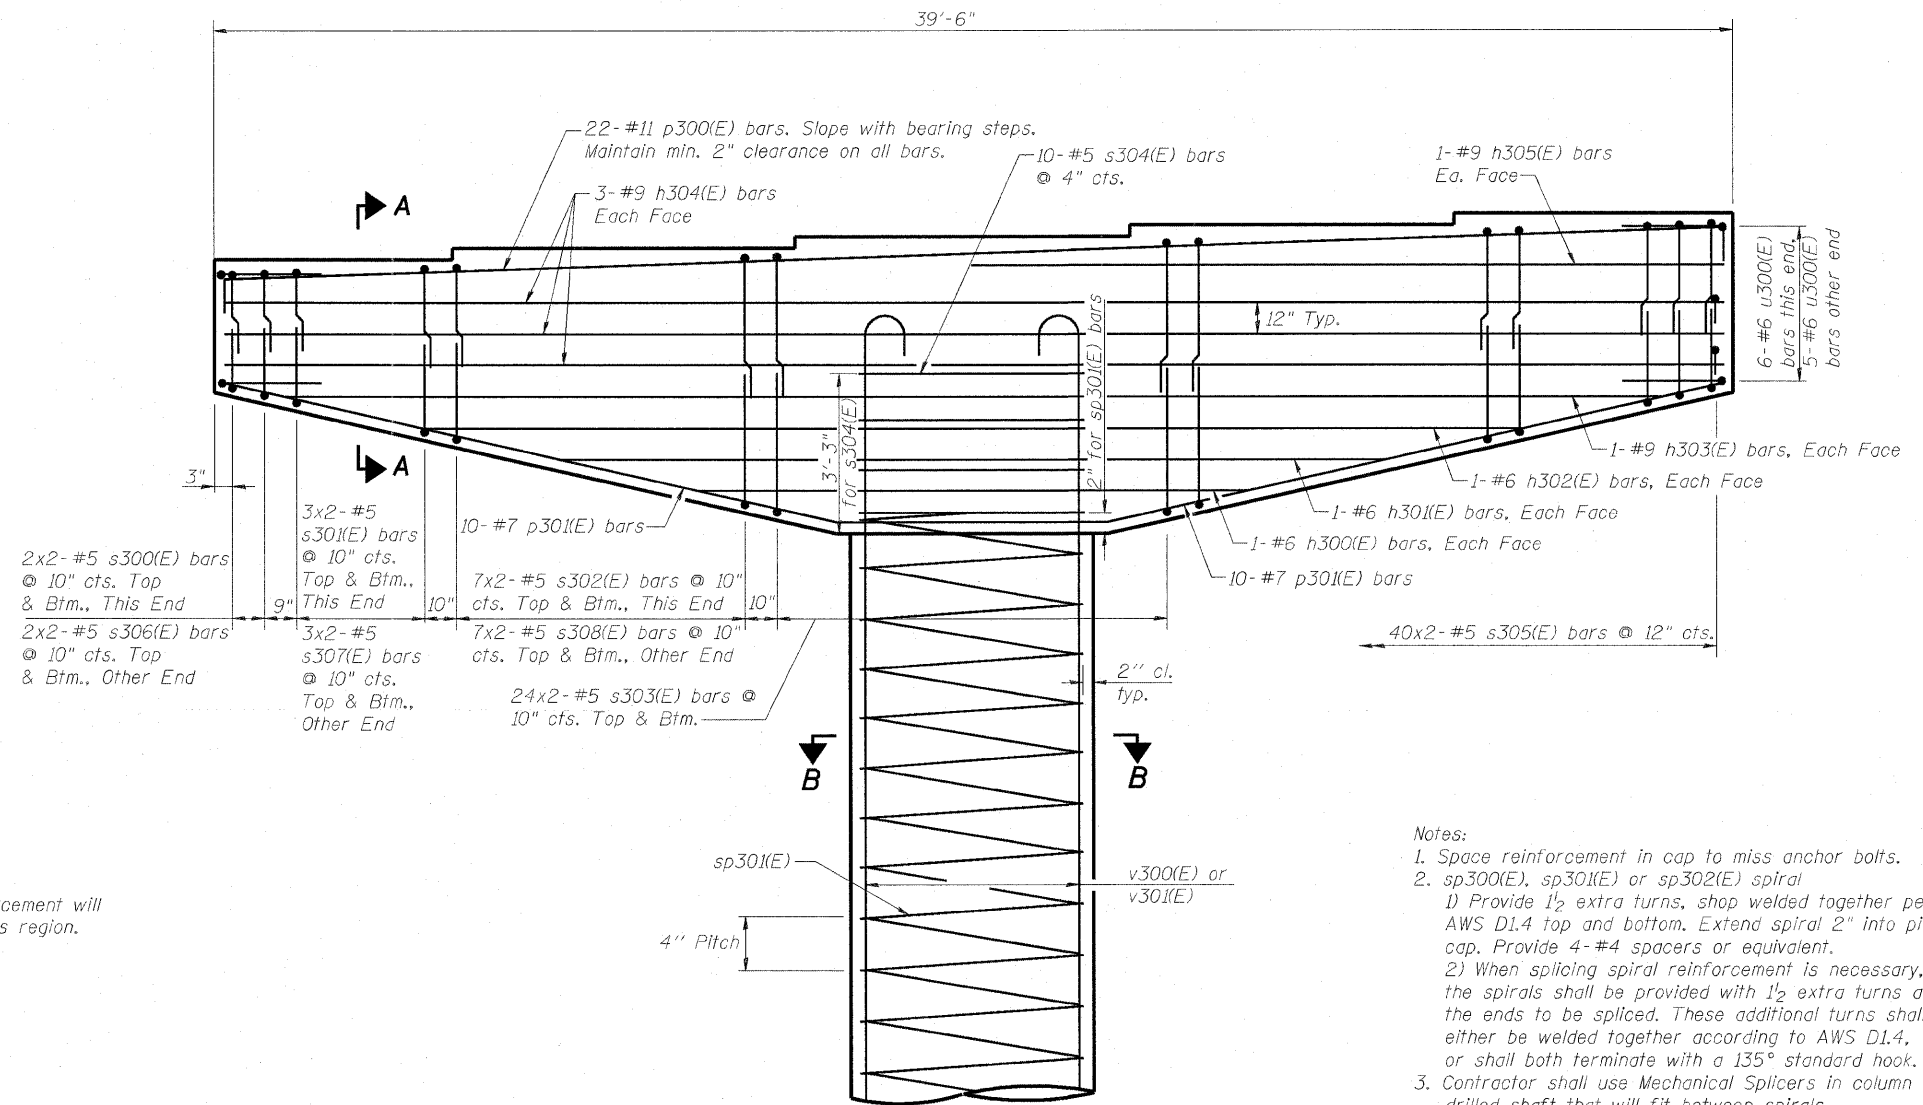 39'-6"
22-#11 p300(E) bars. Slope with bearing steps.
Maintain min. 2" clearance on all bars.
10-#5 s304(E) bars
@ 4" cts.
1-#9 h305(E) bars
Ea. Face
3-#9 h304(E) bars
Each Face
A
6-#6 u300(E)
bars this end,
5-#6 u300(E)
bars other end
12" Typ.
2" for sp301(E) bars
3'-3"
for s304(E)
A
3"
1-#9 h303(E) bars, Each Face
1-#6 h302(E) bars, Each Face
1-#6 h301(E) bars, Each Face
1-#6 h300(E) bars, Each Face
10-#7 p301(E) bars
10-#7 p301(E) bars
2x2-#5 s300(E) bars
@ 10" cts. Top
& Btm., This End
9"
3x2-#5
s301(E) bars
@ 10" cts.
Top & Btm.,
This End
10"
7x2-#5 s302(E) bars @ 10"
cts. Top & Btm., This End
10"
2x2-#5 s306(E) bars
@ 10" cts. Top
& Btm., Other End
3x2-#5
s307(E) bars
@ 10" cts.
Top & Btm.,
Other End
7x2-#5 s308(E) bars @ 10"
cts. Top & Btm., Other End
24x2-#5 s303(E) bars @
10" cts. Top & Btm.
40x2-#5 s305(E) bars @ 12" cts.
2'' cl.
typ.
B
B
sp301(E)
v300(E) or
v301(E)
4'' Pitch
cement will
s region.
Notes:
1. Space reinforcement in cap to miss anchor bolts.
2. sp300(E), sp301(E) or sp302(E) spiral
1) Provide 1½ extra turns, shop welded together pe
AWS D1.4 top and bottom. Extend spiral 2" into pi
cap. Provide 4-#4 spacers or equivalent.
2) When splicing spiral reinforcement is necessary,
the spirals shall be provided with 1½ extra turns a
the ends to be spliced. These additional turns shal
either be welded together according to AWS D1.4,
or shall both terminate with a 135° standard hook.
3. Contractor shall use Mechanical Splicers in column
drilled shaft that will fit between spirals